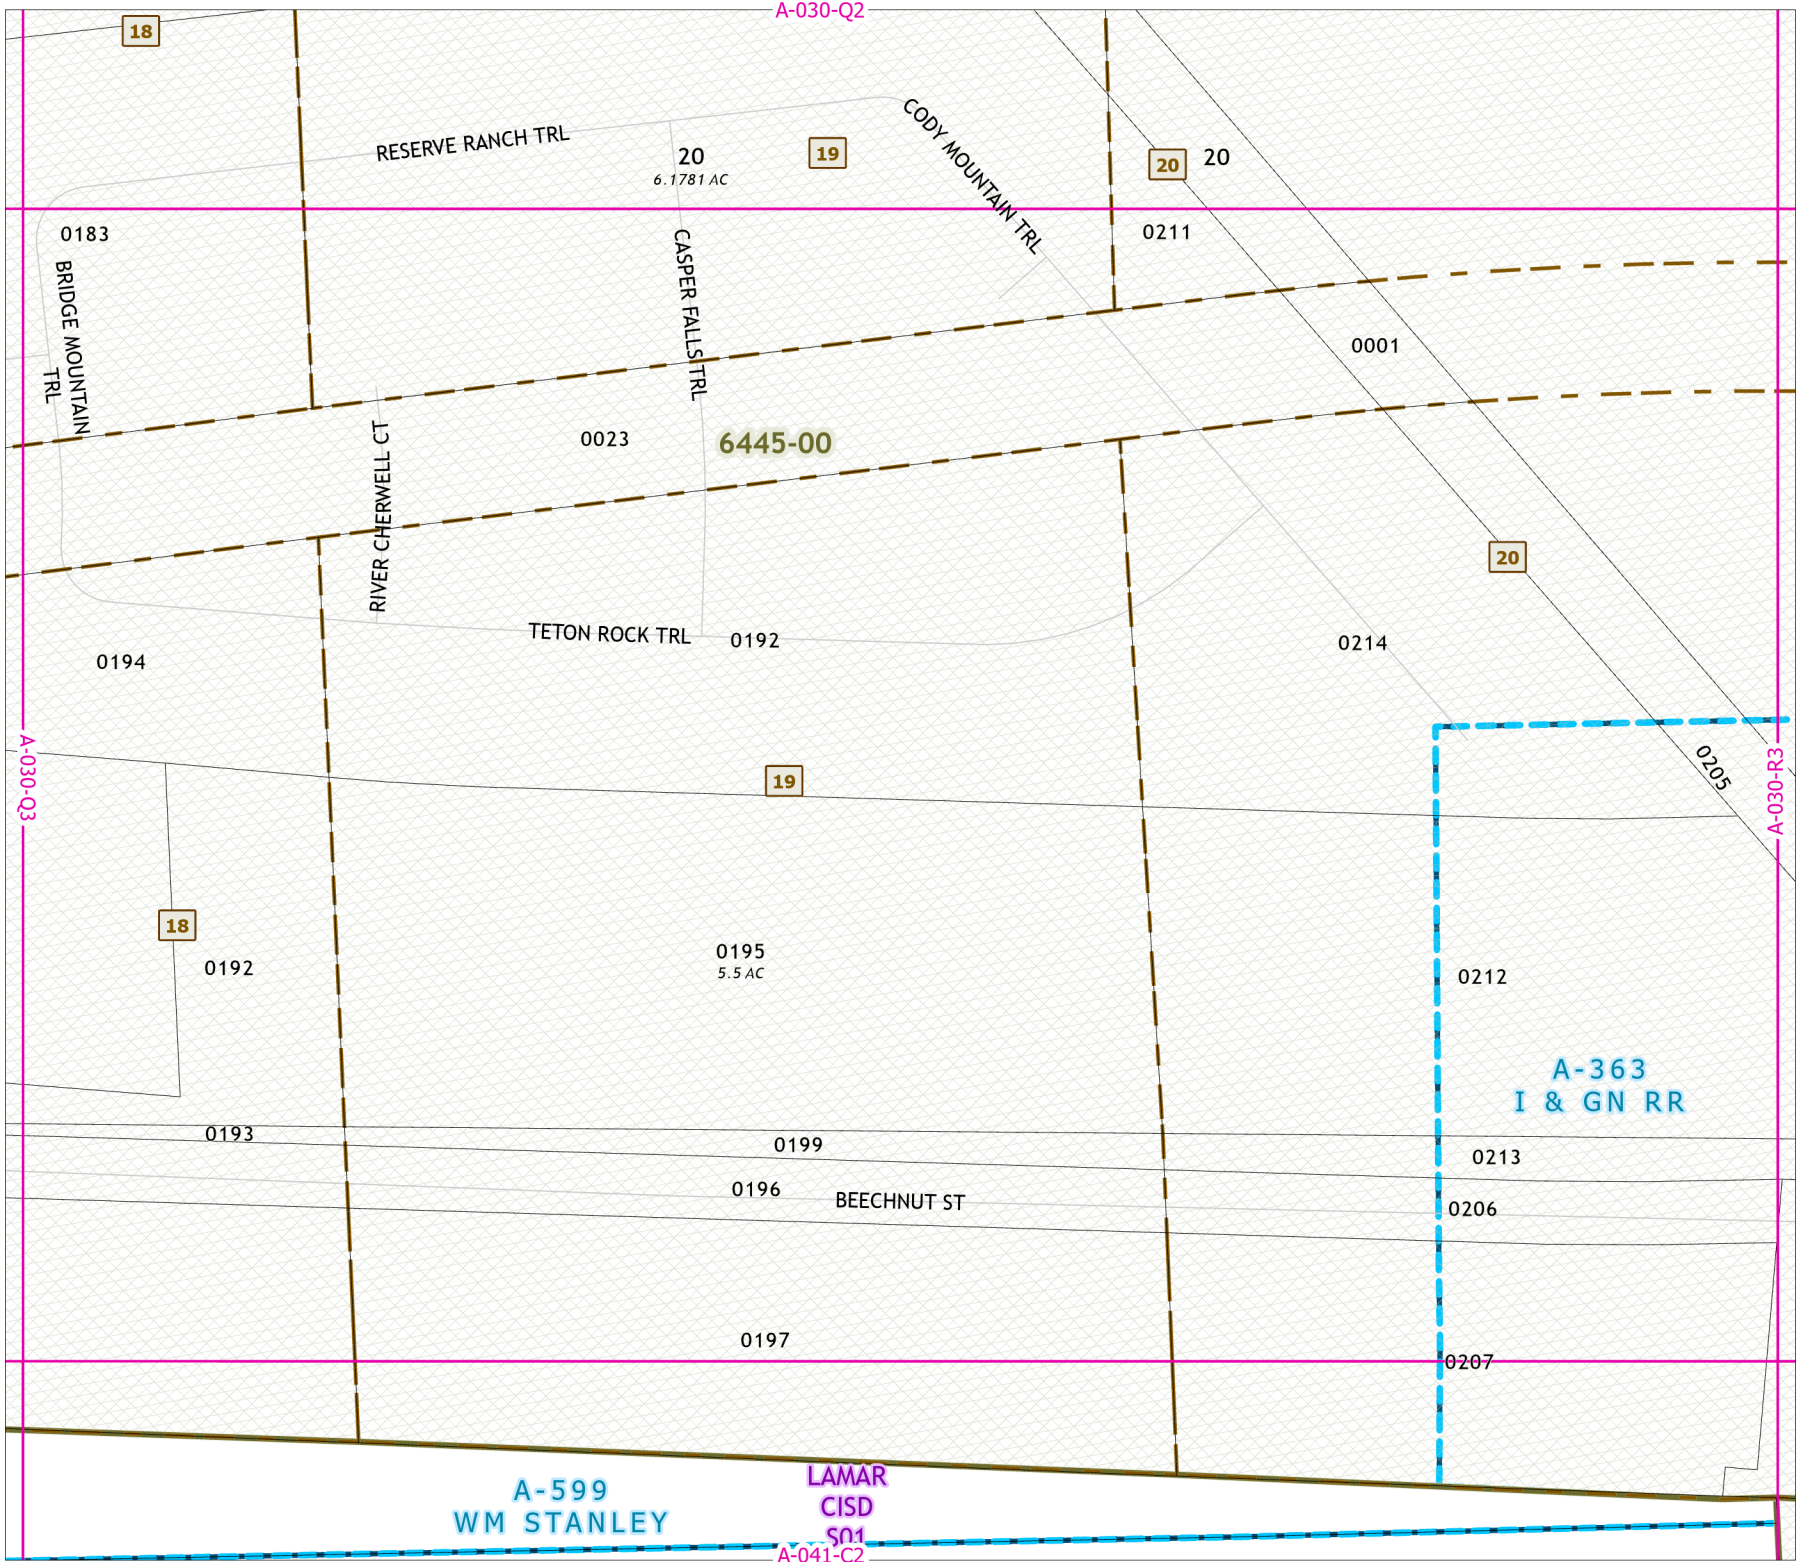 A-030-Q2
18
RESERVE RANCH TRL
CODY MOUNTAIN TRL
20
6.1781 AC
19
20
20
0183
0211
BRIDGE MOUNTAIN
TRL
CASPER FALLS TRL
0001
0023
6445-00
RIVER CHERWELL CT
20
TETON ROCK TRL
0192
0214
0194
A-030-Q3
19
0205
A-030-R3
18
0192
0195
5.5 AC
0212
A-363
I & GN RR
0193
0199
0213
0196
BEECHNUT ST
0206
0197
0207
A-599
WM STANLEY
LAMAR
CISD
S01
A-041-C2